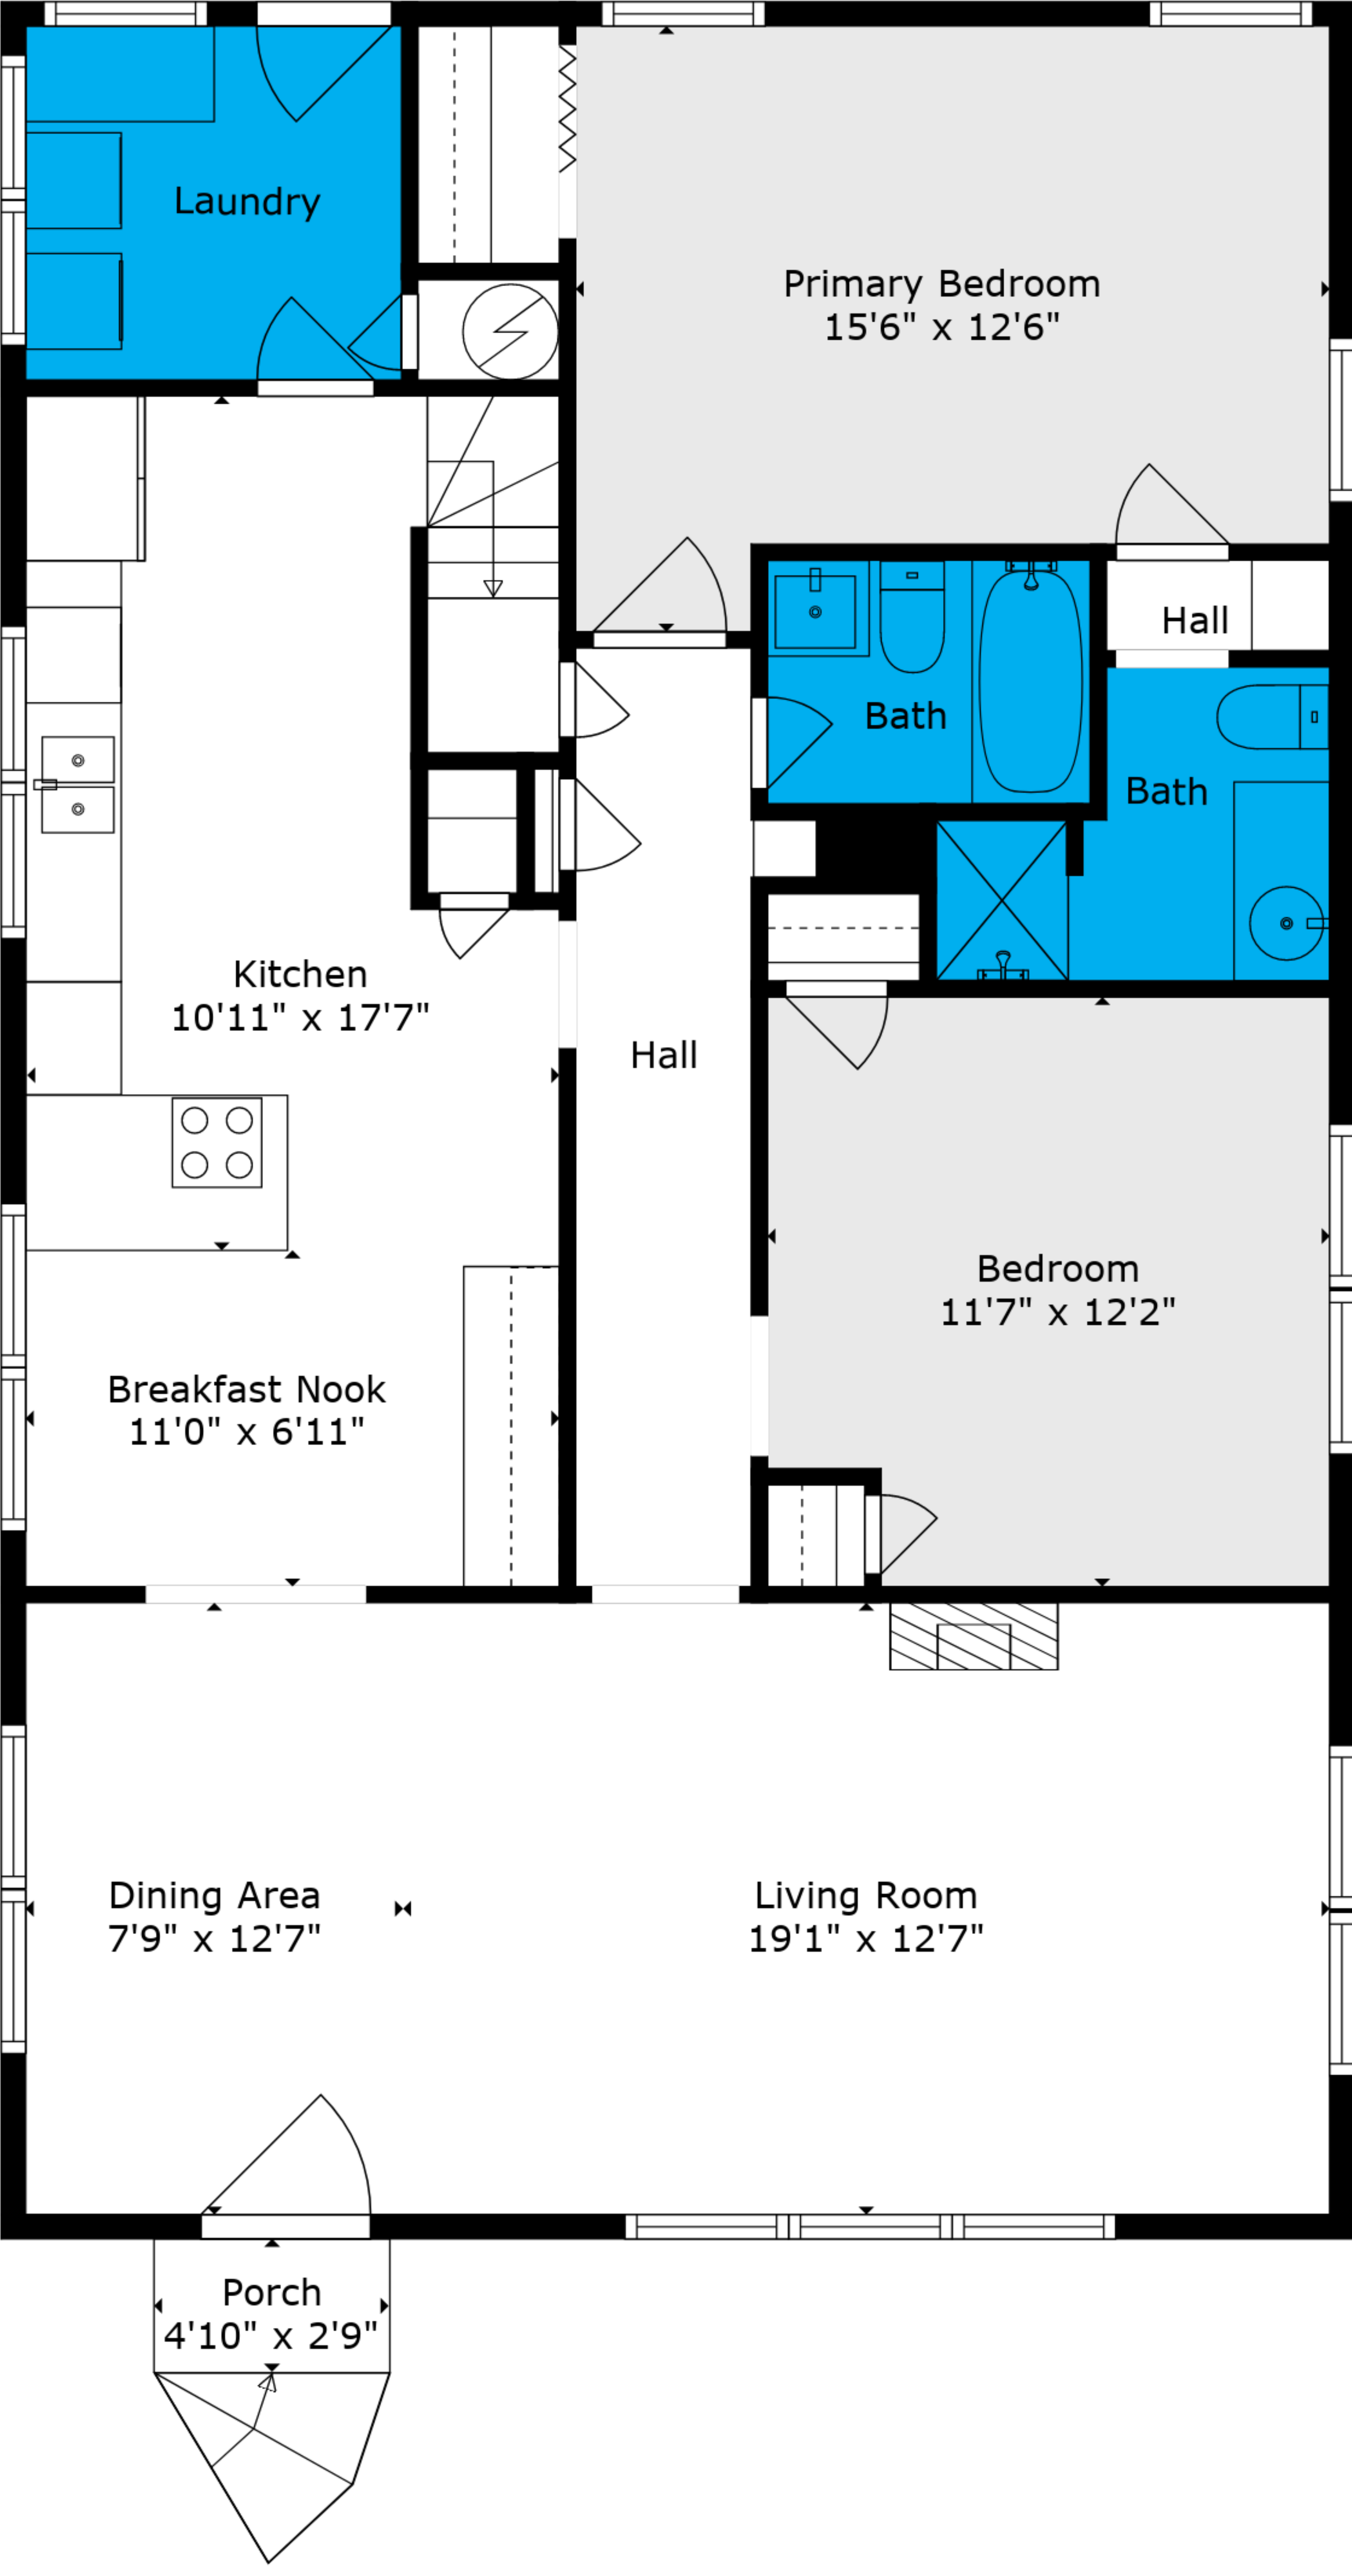 Laundry
Primary Bedroom
15'6" x 12'6"
Hall
Bath
Bath
Kitchen
10'11" x 17'7"
Hall
Bedroom
11'7" x 12'2"
Breakfast Nook
11'0" x 6'11"
Dining Area
7'9" x 12'7"
Living Room
19'1" x 12'7"
Porch
4'10" x 2'9"